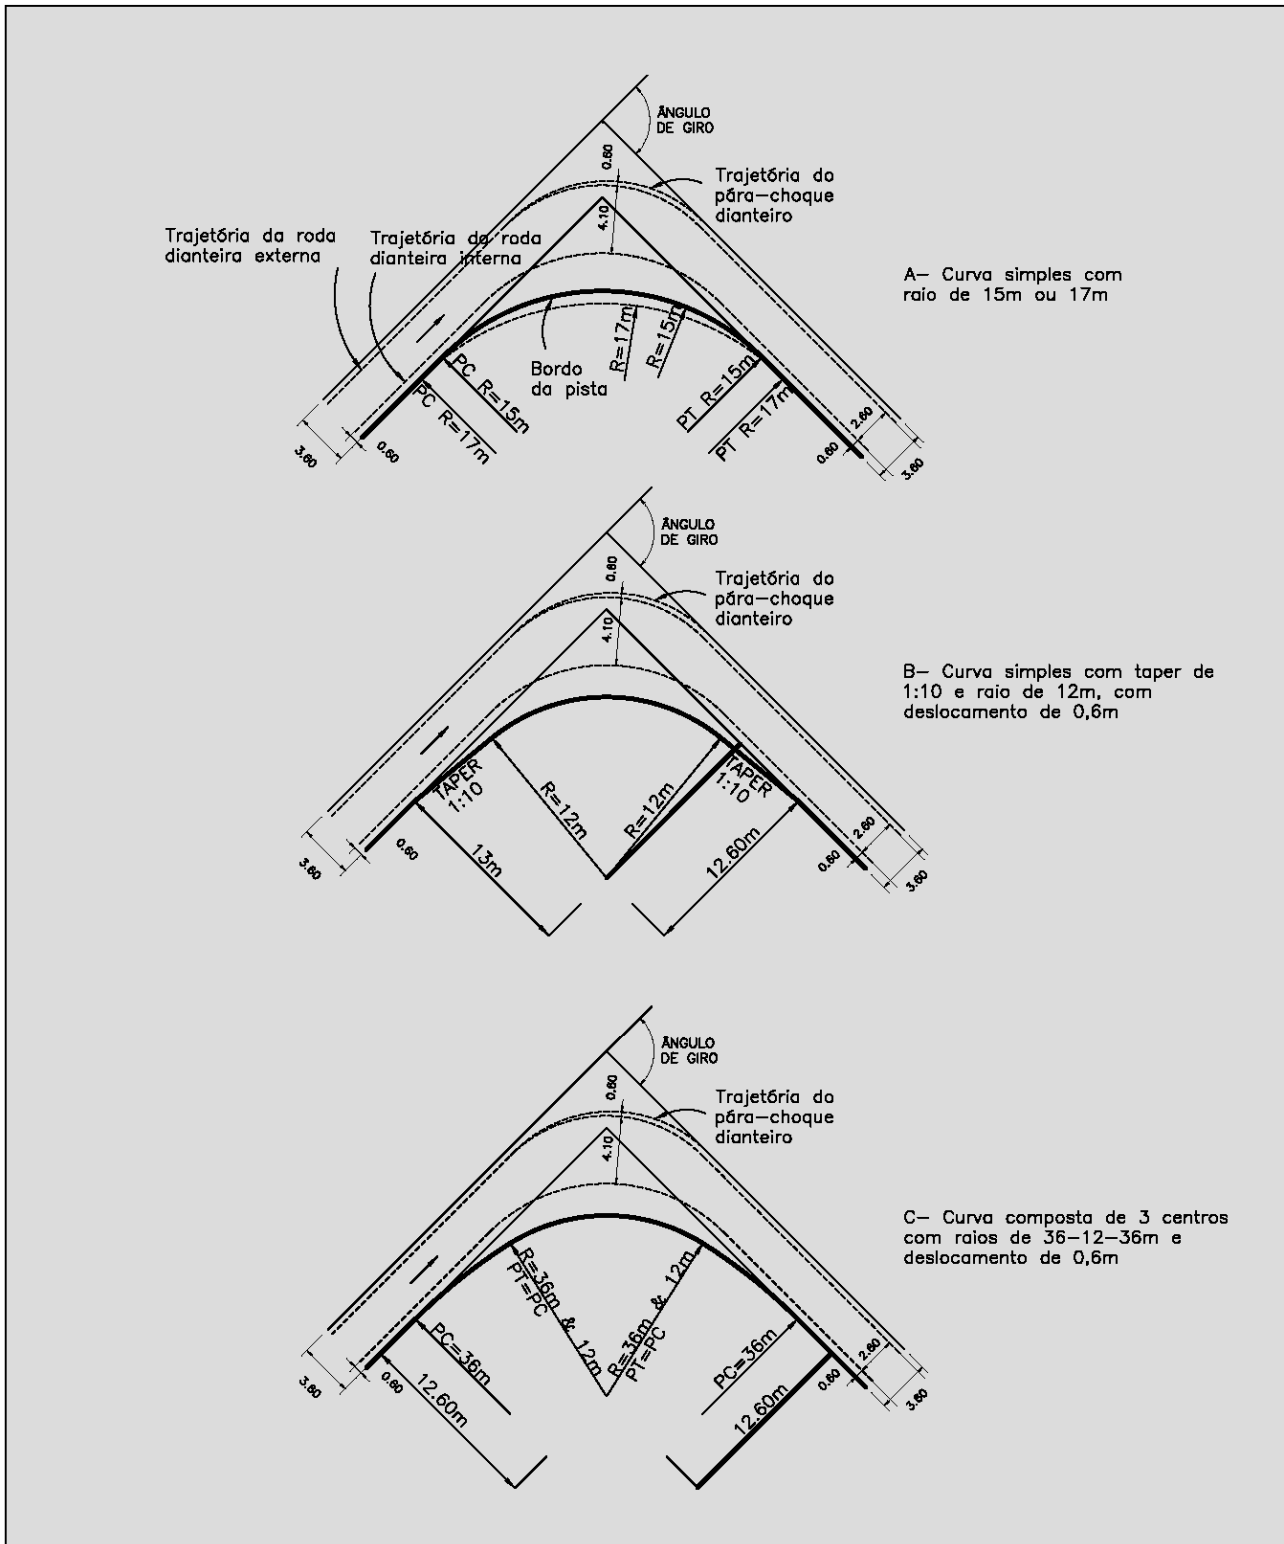 ÂNGULO
DE GIRO
0.60
Trajetória do
pára-choque
dianteiro
4.10
Trajetória da roda
dianteira externa
Trajetória da roda
dianteira interna
A- Curva simples com
raio de 15m ou 17m
R=17m
R=15m
Bordo
da pista
PC R=15m
PC R=17m
PT R=15m
PT R=17m
3.60
0.60
0.60
2.60
3.60
ÂNGULO
DE GIRO
0.60
Trajetória do
pára-choque
dianteiro
4.10
B- Curva simples com taper de
1:10 e raio de 12m, com
deslocamento de 0,6m
TAPER
1:10
R=12m
R=12m
TAPER
1:10
13m
12.60m
3.60
0.60
0.60
2.60
3.60
ÂNGULO
DE GIRO
0.60
Trajetória do
pára-choque
dianteiro
4.10
C- Curva composta de 3 centros
com raios de 36-12-36m e
deslocamento de 0,6m
R=36m & 12m
PT=PC
R=36m & 12m
PT=PC
PC=36m
PC=36m
12.60m
12.60m
3.60
0.60
0.60
2.60
3.60